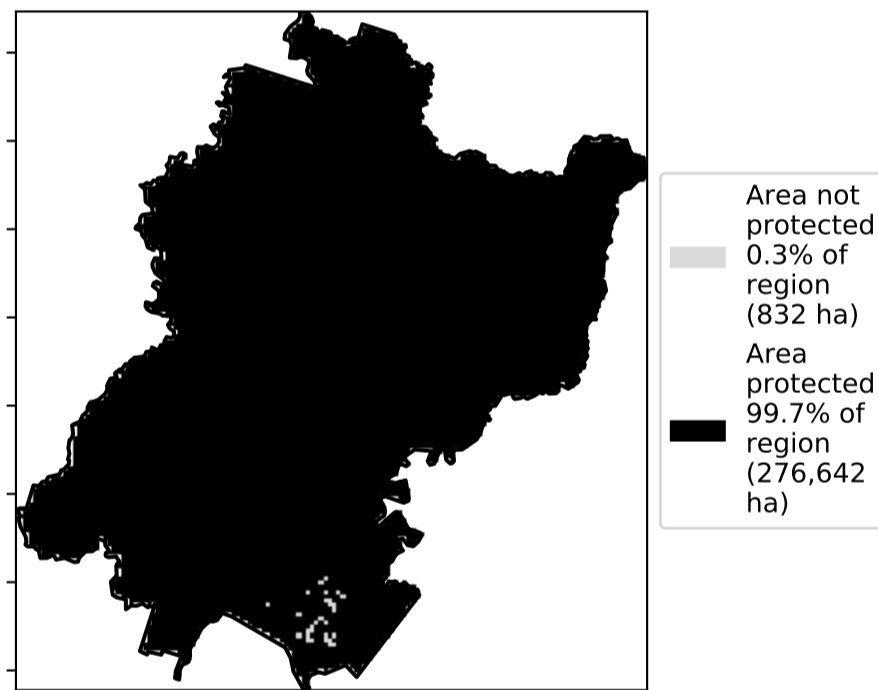 Area not
protected
0.3% of
region
(832 ha)
Area
protected
99.7% of
region
(276,642
ha)